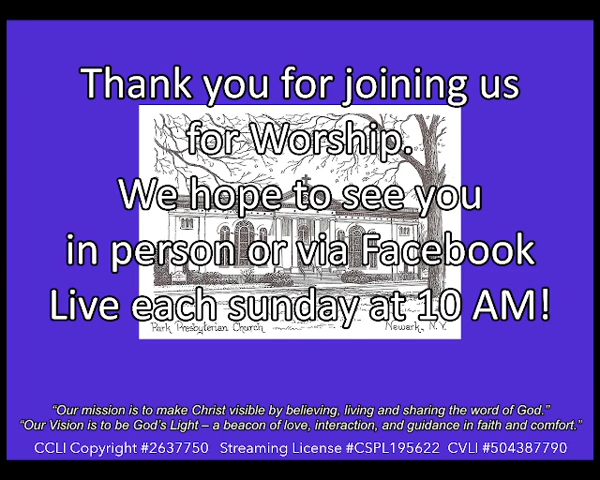 Thank you for joining us
for Worship.
We hope to see you
in person or via Facebook
Live each sunday at 10 AM!
Park Presbyterian Church Newark, N.Y.
“Our mission is to make Christ visible by believing, living and sharing the word of God.”
“Our Vision is to be God’s Light – a beacon of love, interaction, and guidance in faith and comfort.”
CCLI Copyright #2637750 Streaming License #CSPL195622 CVLI #504387790